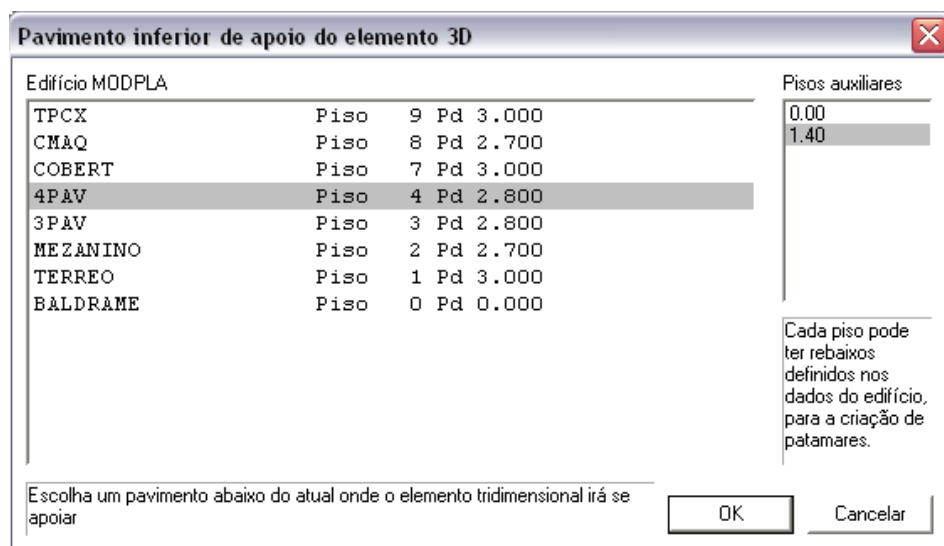 Pavimento inferior de apoio do elemento 3D
Edifício MODPLA
TPCX Piso 9 Pd 3.000
CMAQ Piso 8 Pd 2.700
COBERT Piso 7 Pd 3.000
4PAV Piso 4 Pd 2.800
3PAV Piso 3 Pd 2.800
MEZANINO Piso 2 Pd 2.700
TERREO Piso 1 Pd 3.000
BALDRAME Piso 0 Pd 0.000
Pisos auxiliares
0.00
1.40
Cada piso pode
ter rebaixos
definidos nos
dados do edifício,
para a criação de
patamares.
Escolha um pavimento abaixo do atual onde o elemento tridimensional irá se
apoiar
OK
Cancelar